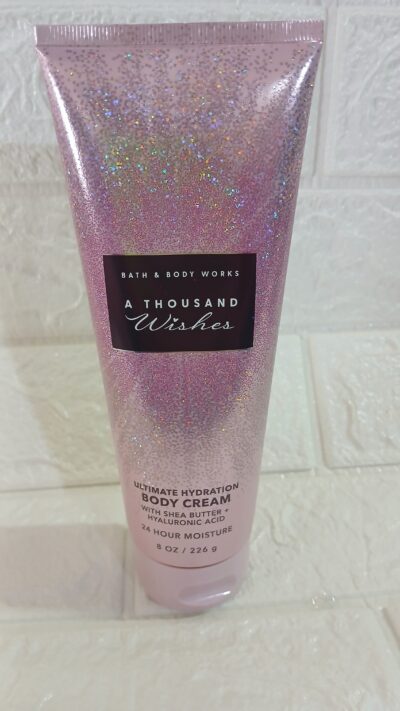 BATH & BODY WORKS
A THOUSAND
Wishes
ULTIMATE HYDRATION
BODY CREAM
WITH SHEA BUTTER +
HYALURONIC ACID
24 HOUR MOISTURE
8 OZ / 226 g